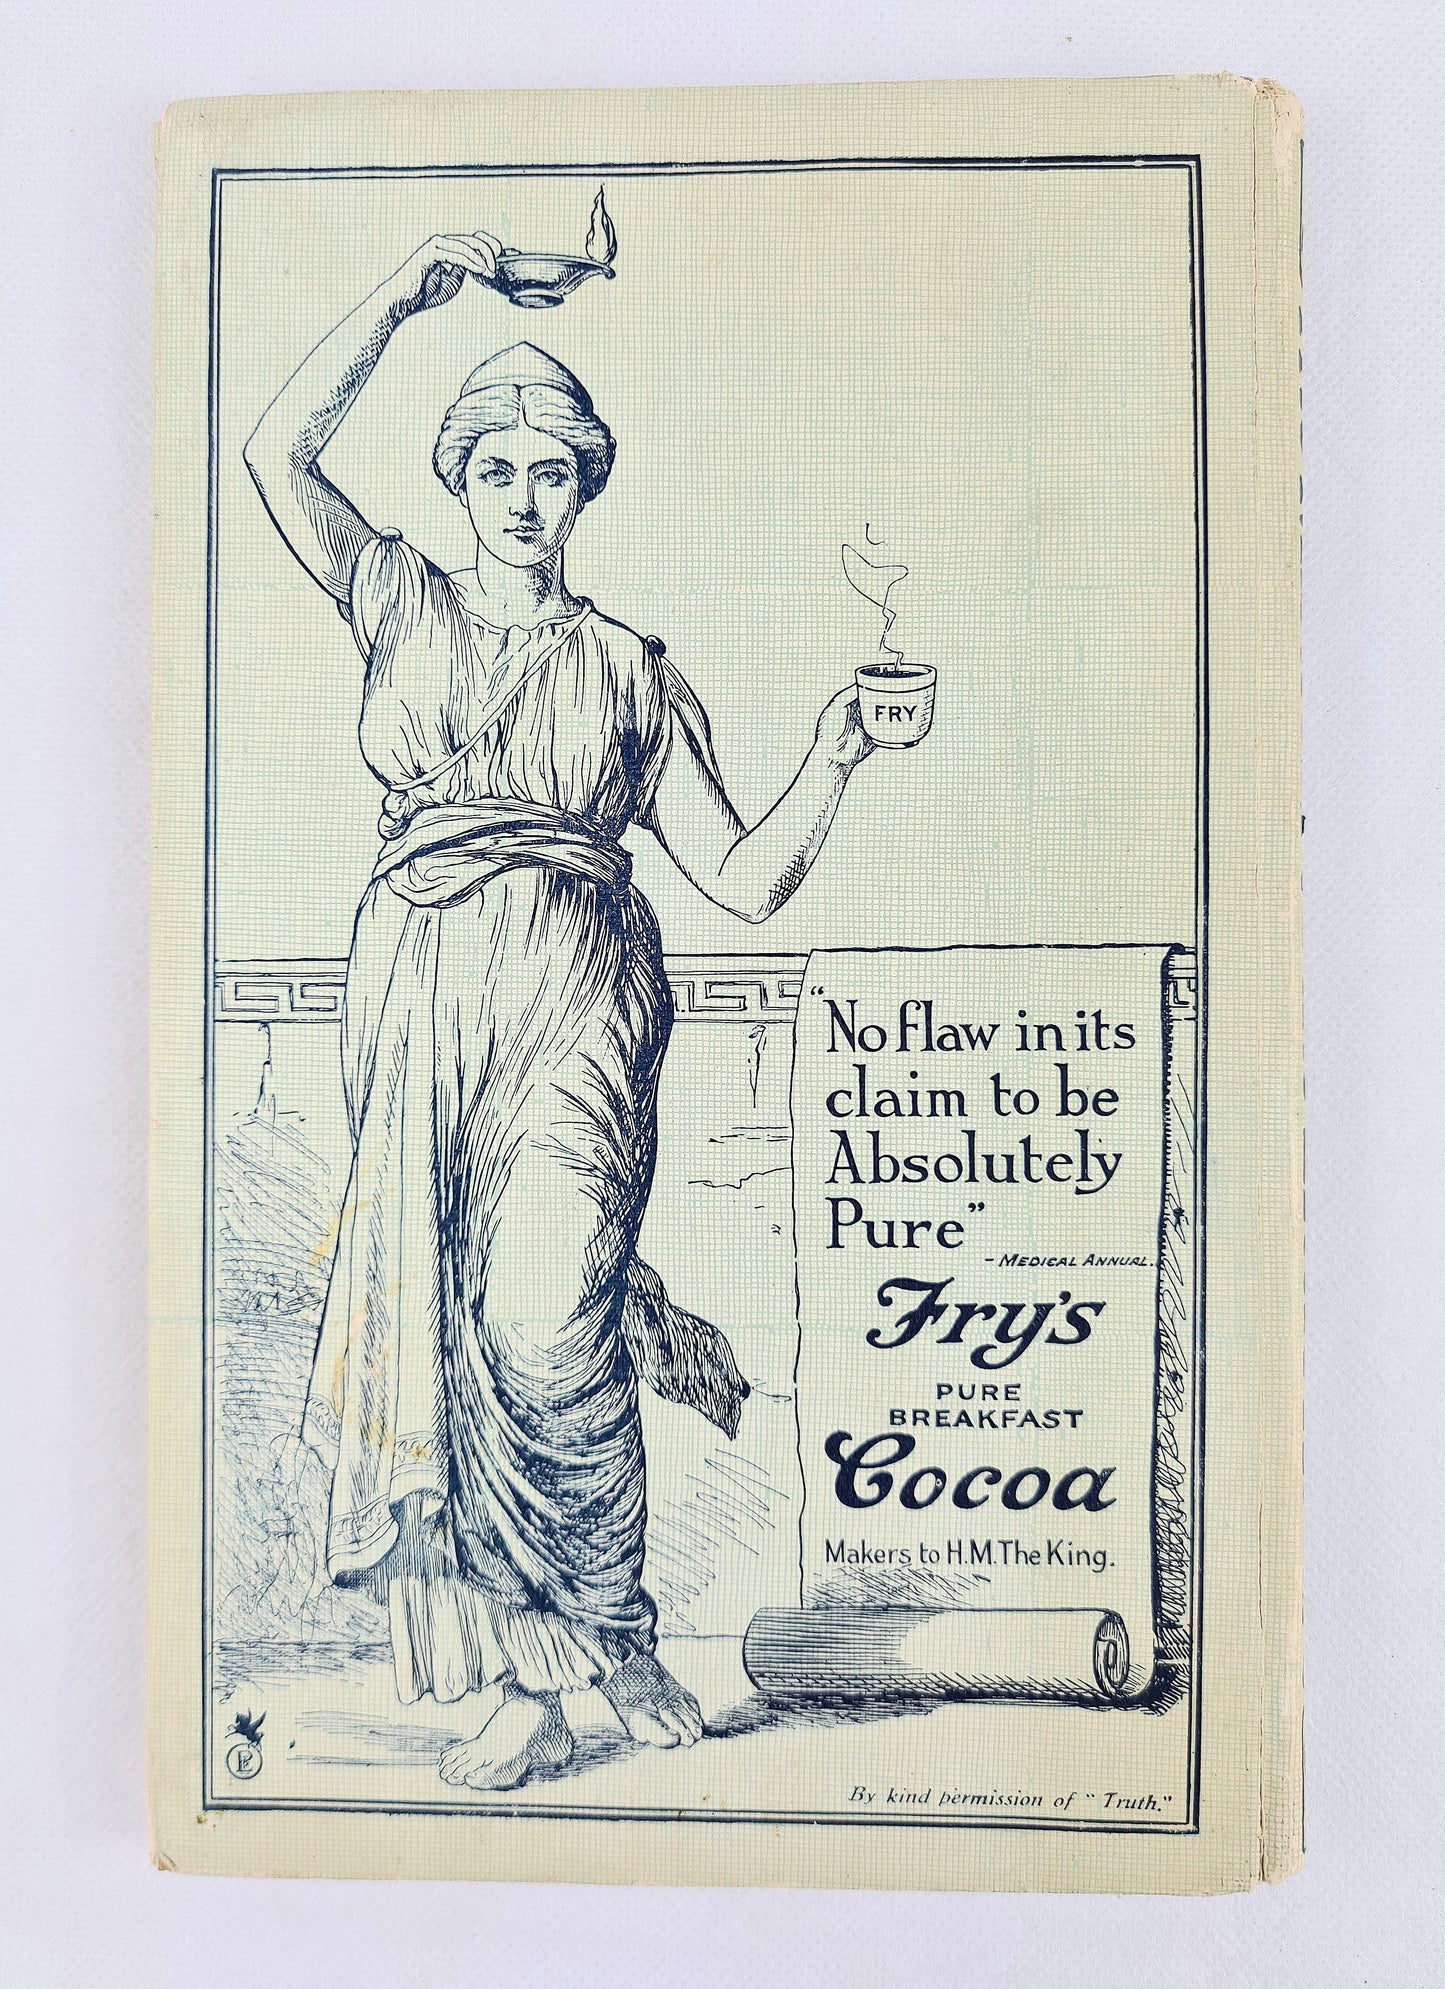 FRY
"No flaw in its
claim to be
Absolutely
Pure"
- MEDICAL ANNUAL.
Fry's
PURE
BREAKFAST
Cocoa
Makers to H.M. The King.
By kind permission of "Truth."